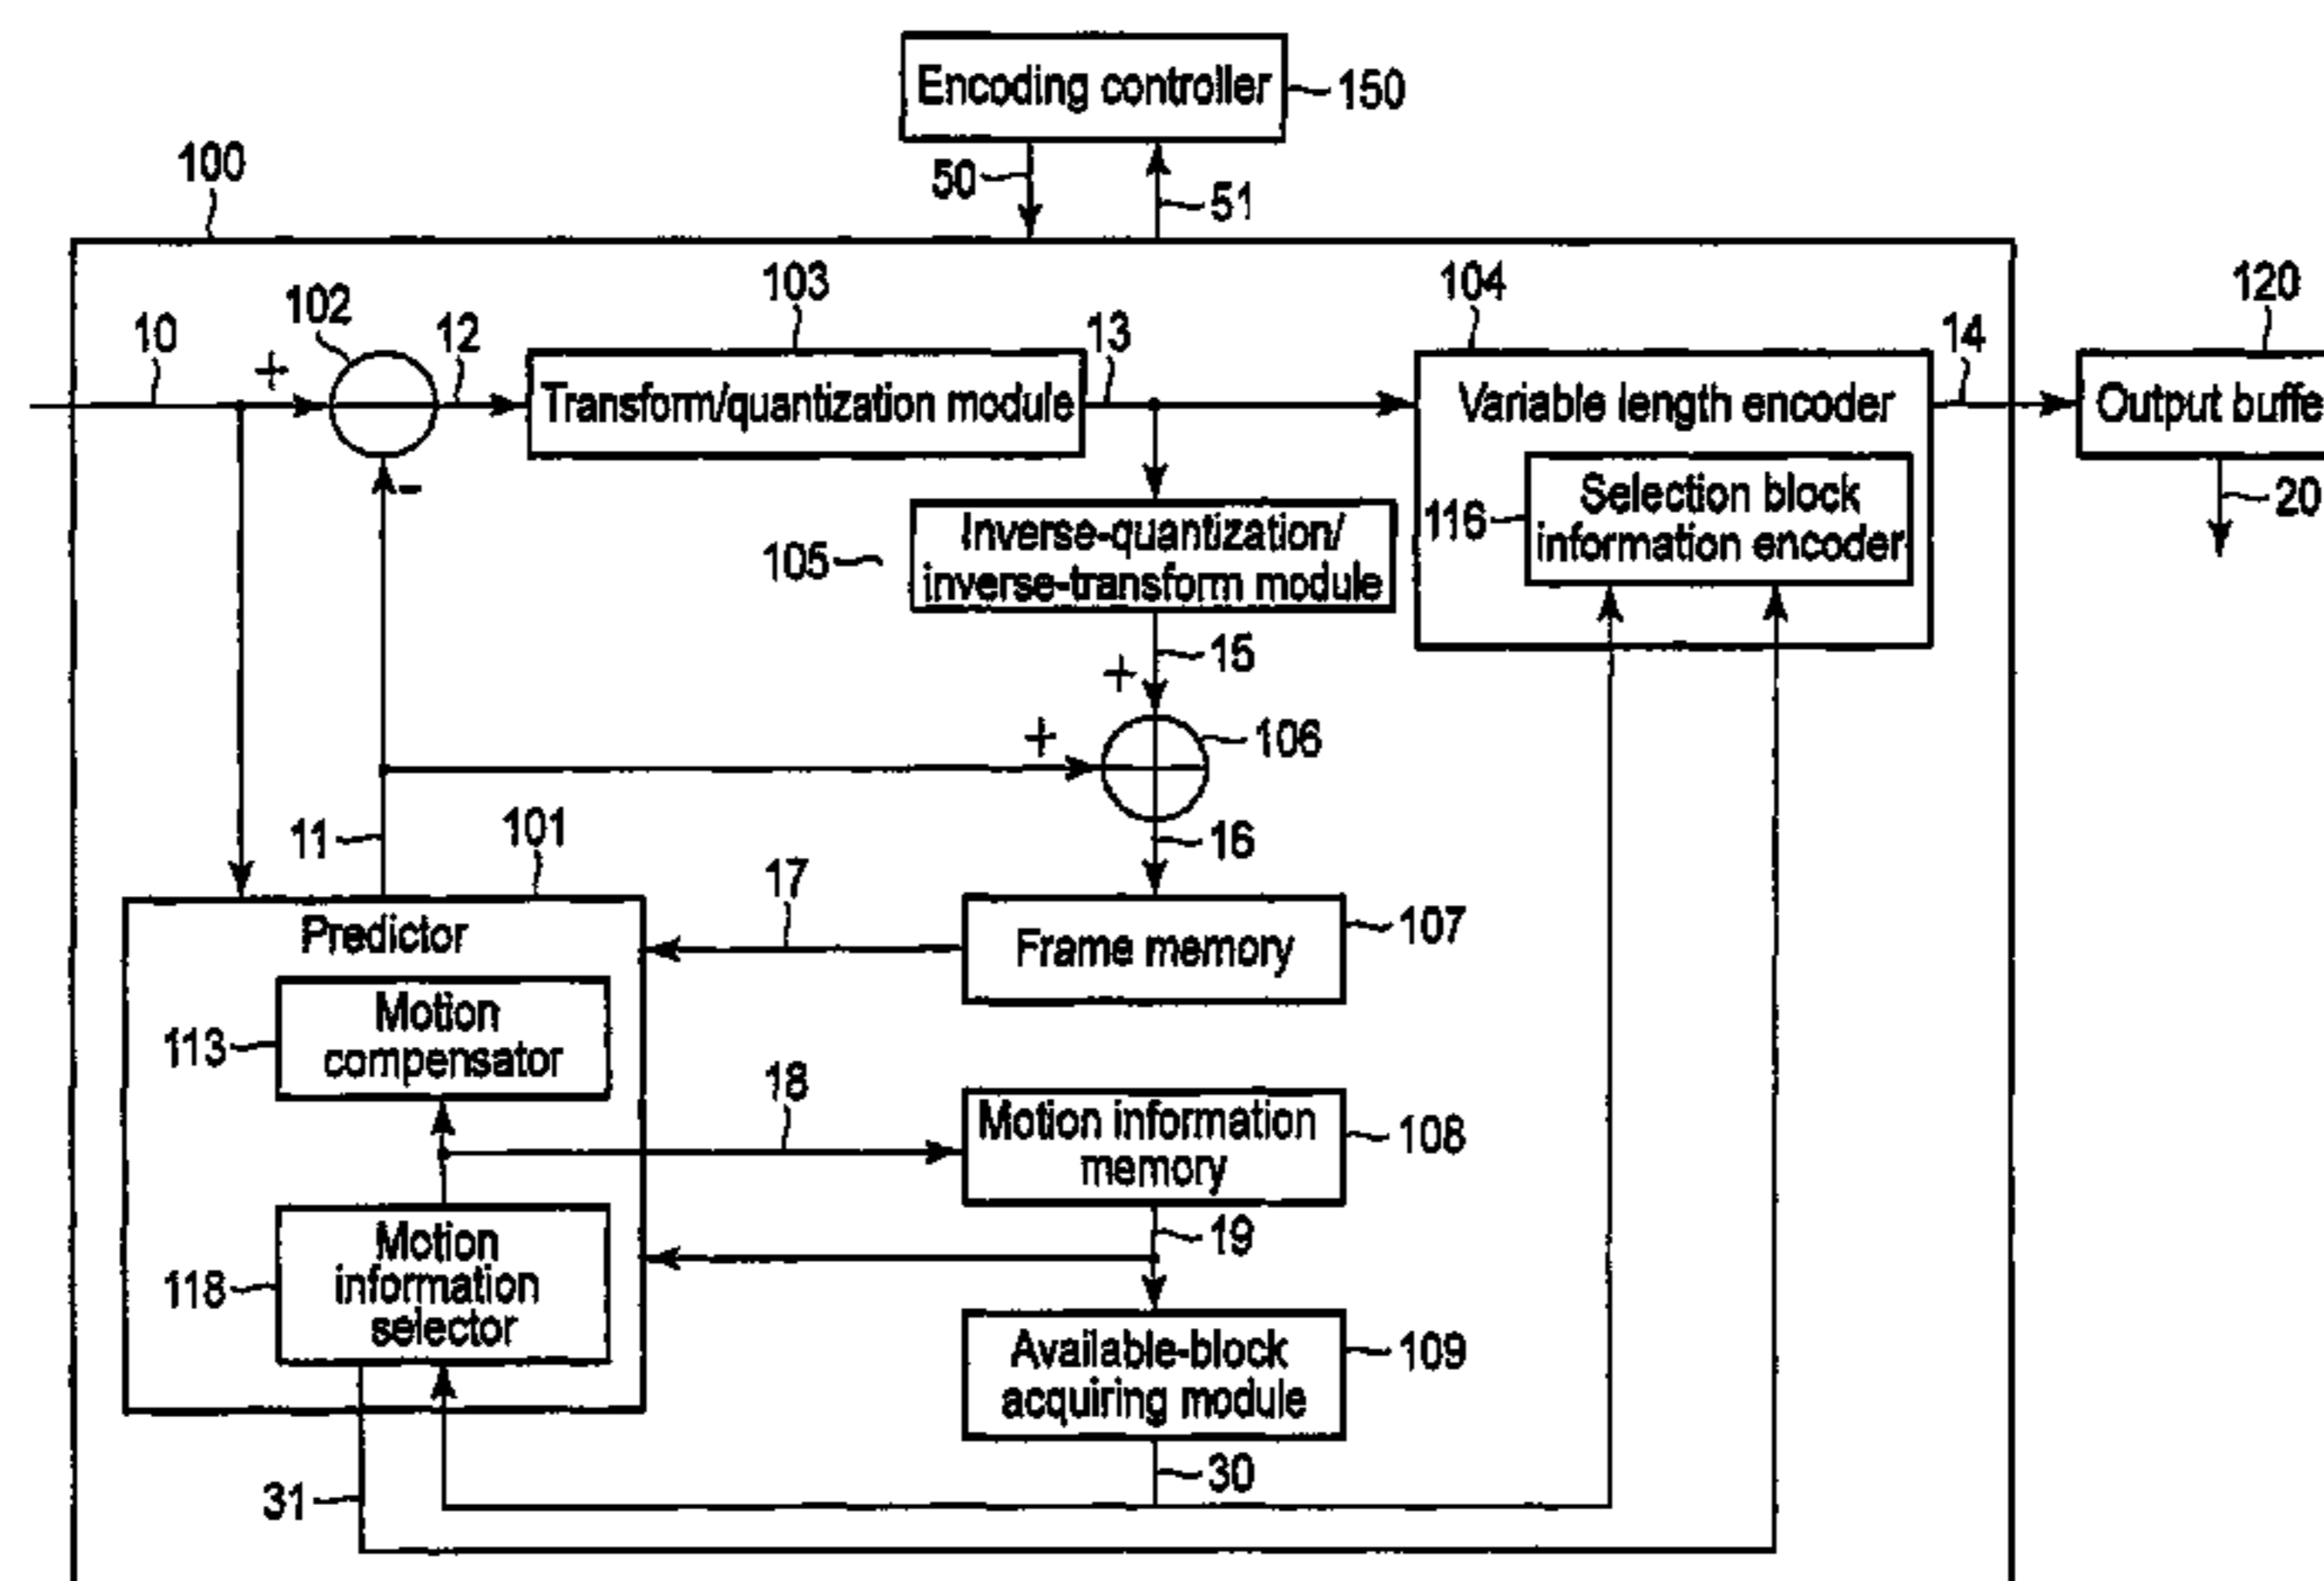 Encoding controller
150
50
51
100
10
+
102
12
103
Transform/quantization module
13
104
Variable length encoder
14
120
Output buffe
20
116
Selection block
information encoder
-
105
Inverse-quantization/
inverse-transform module
15
+
+
106
16
11
101
Predictor
17
Frame memory
107
113
Motion
compensator
18
Motion information
memory
108
19
118
Motion
information
selector
Available-block
acquiring module
109
30
31